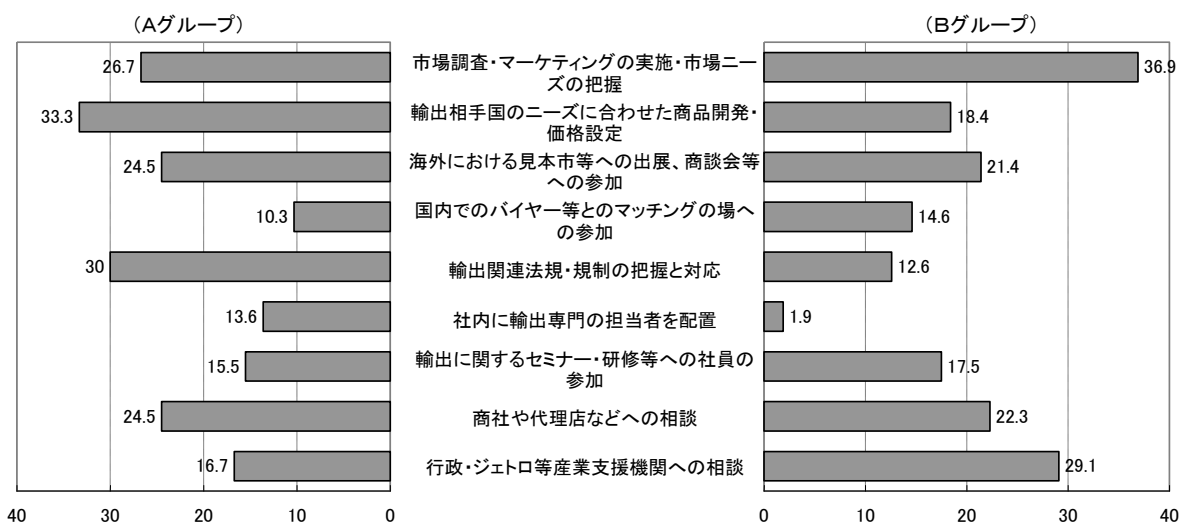 (Aグループ)
(Bグループ)
26.7
市場調査・マーケティングの実施・市場ニー
ズの把握
36.9
33.3
輸出相手国のニーズに合わせた商品開発・
価格設定
18.4
24.5
海外における見本市等への出展、商談会等
への参加
21.4
10.3
国内でのバイヤー等とのマッチングの場へ
の参加
14.6
30
輸出関連法規・規制の把握と対応
12.6
13.6
社内に輸出専門の担当者を配置
1.9
15.5
輸出に関するセミナー・研修等への社員の
参加
17.5
24.5
商社や代理店などへの相談
22.3
16.7
行政・ジェトロ等産業支援機関への相談
29.1
40 30 20 10 0
0 10 20 30 40